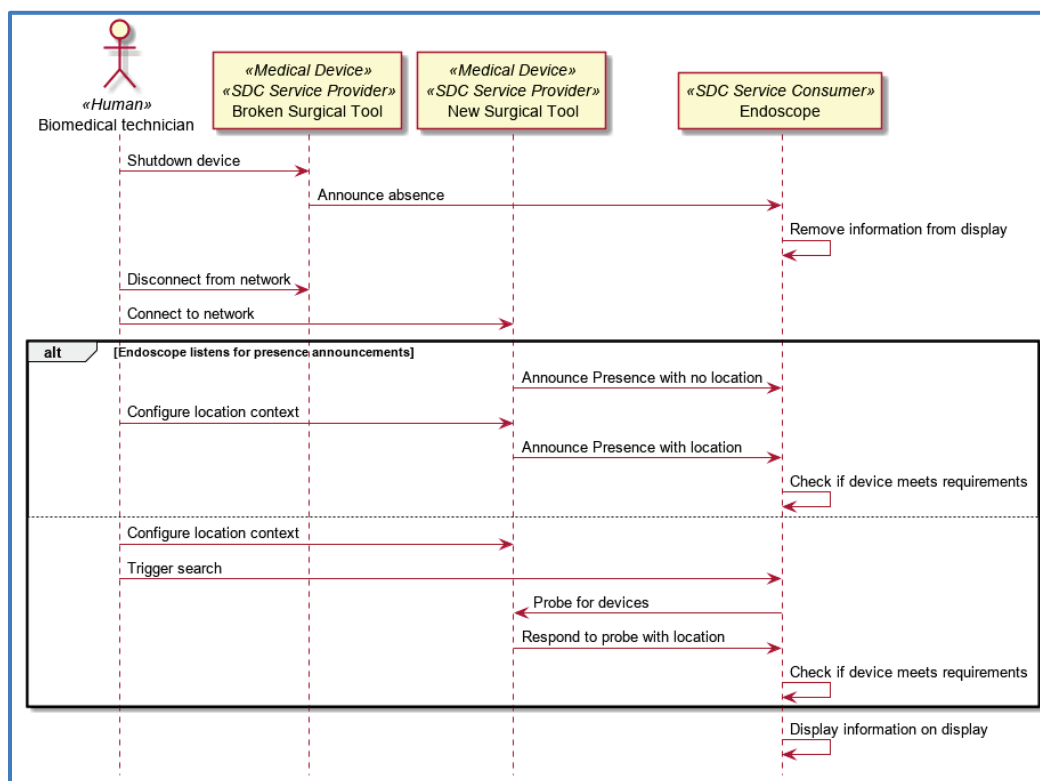 «Human»
Biomedical technician
«Medical Device»
«SDC Service Provider»
Broken Surgical Tool
«Medical Device»
«SDC Service Provider»
New Surgical Tool
«SDC Service Consumer»
Endoscope
Shutdown device
Announce absence
Remove information from display
Disconnect from network
Connect to network
alt
[Endoscope listens for presence announcements]
Announce Presence with no location
Configure location context
Announce Presence with location
Check if device meets requirements
Configure location context
Trigger search
Probe for devices
Respond to probe with location
Check if device meets requirements
Display information on display